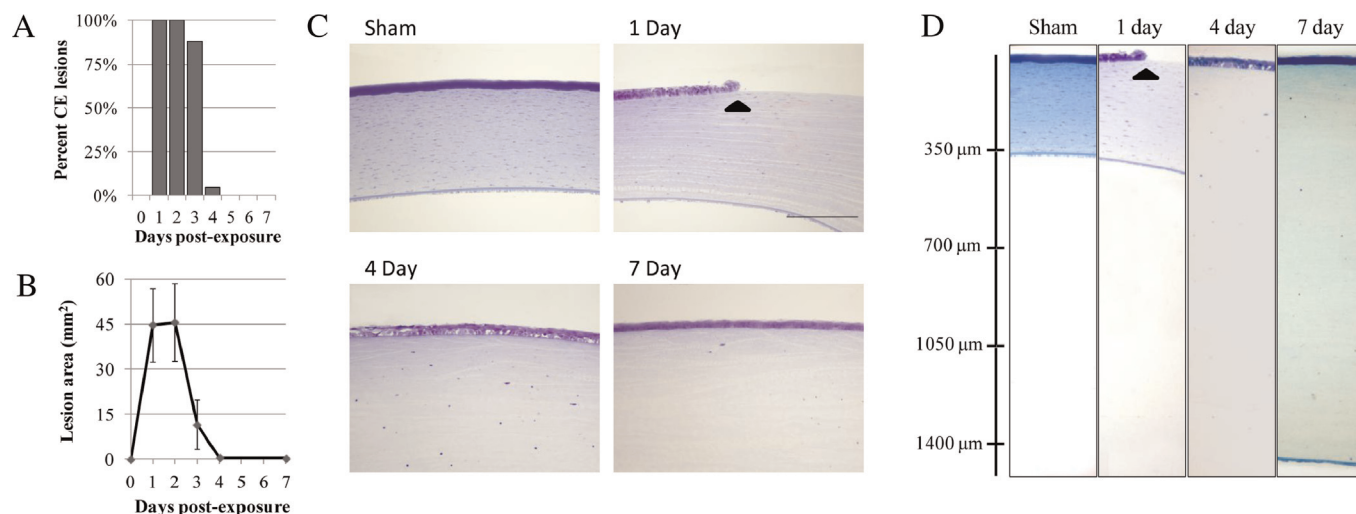 A
100%
75%
50%
25%
0%
Percent CE lesions
0 1 2 3 4 5 6 7
Days post-exposure
B
60
45
30
15
0
Lesion area (mm²)
0 1 2 3 4 5 6 7
Days post-exposure
C
Sham
1 Day
4 Day
7 Day
D
Sham 1 day 4 day 7 day
350 µm
700 µm
1050 µm
1400 µm